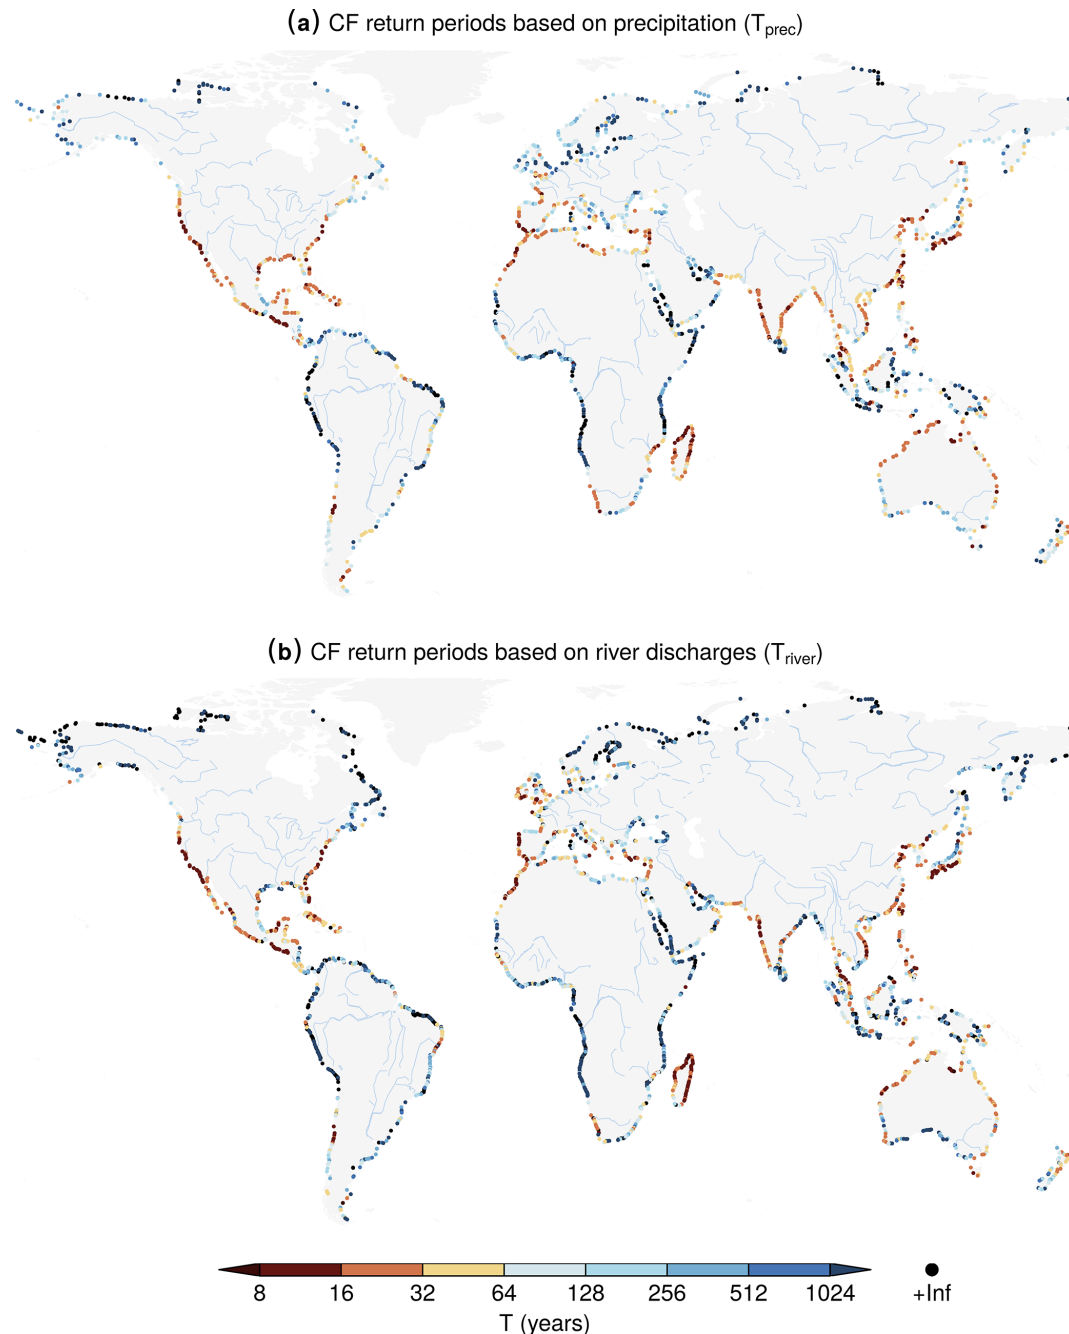 (a) CF return periods based on precipitation (Tprec)
(b) CF return periods based on river discharges (Triver)
8 16 32 64 128 256 512 1024 +Inf
T (years)